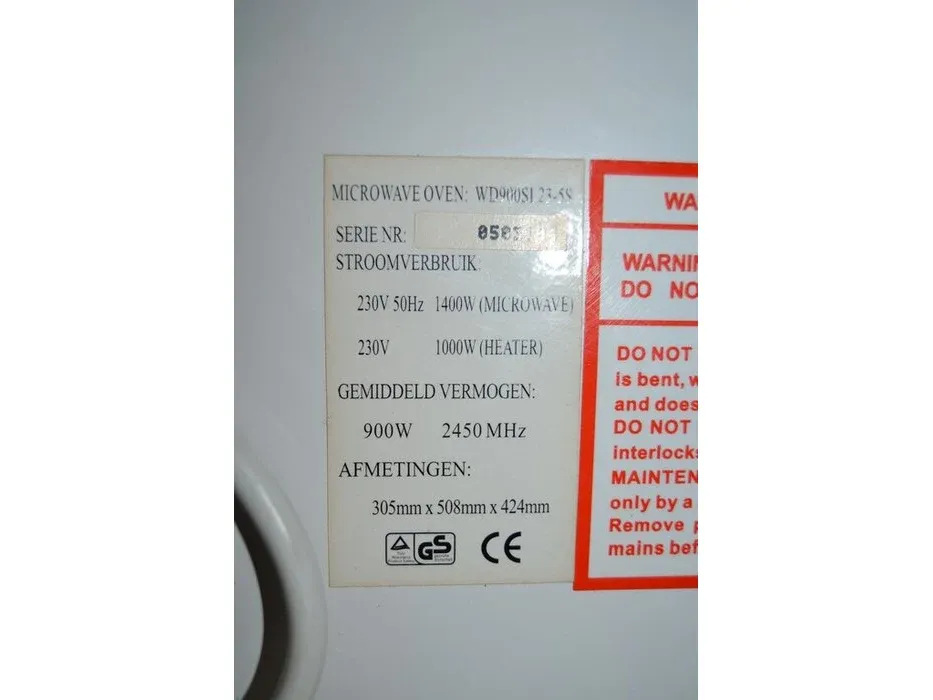 MICROWAVE OVEN: WD900SL23-5S
SERIE NR:
STROOMVERBRUIK:
230V 50Hz 1400W (MICROWAVE)
230V 1000W (HEATER)
GEMIDDELD VERMOGEN:
900W 2450 MHz
AFMETINGEN:
305mm x 508mm x 424mm
GS
CE
WA
WARNIN
DO NO
DO NOT
is bent, w
and does
DO NOT
interlocks
MAINTEN
only by a
Remove p
mains bef